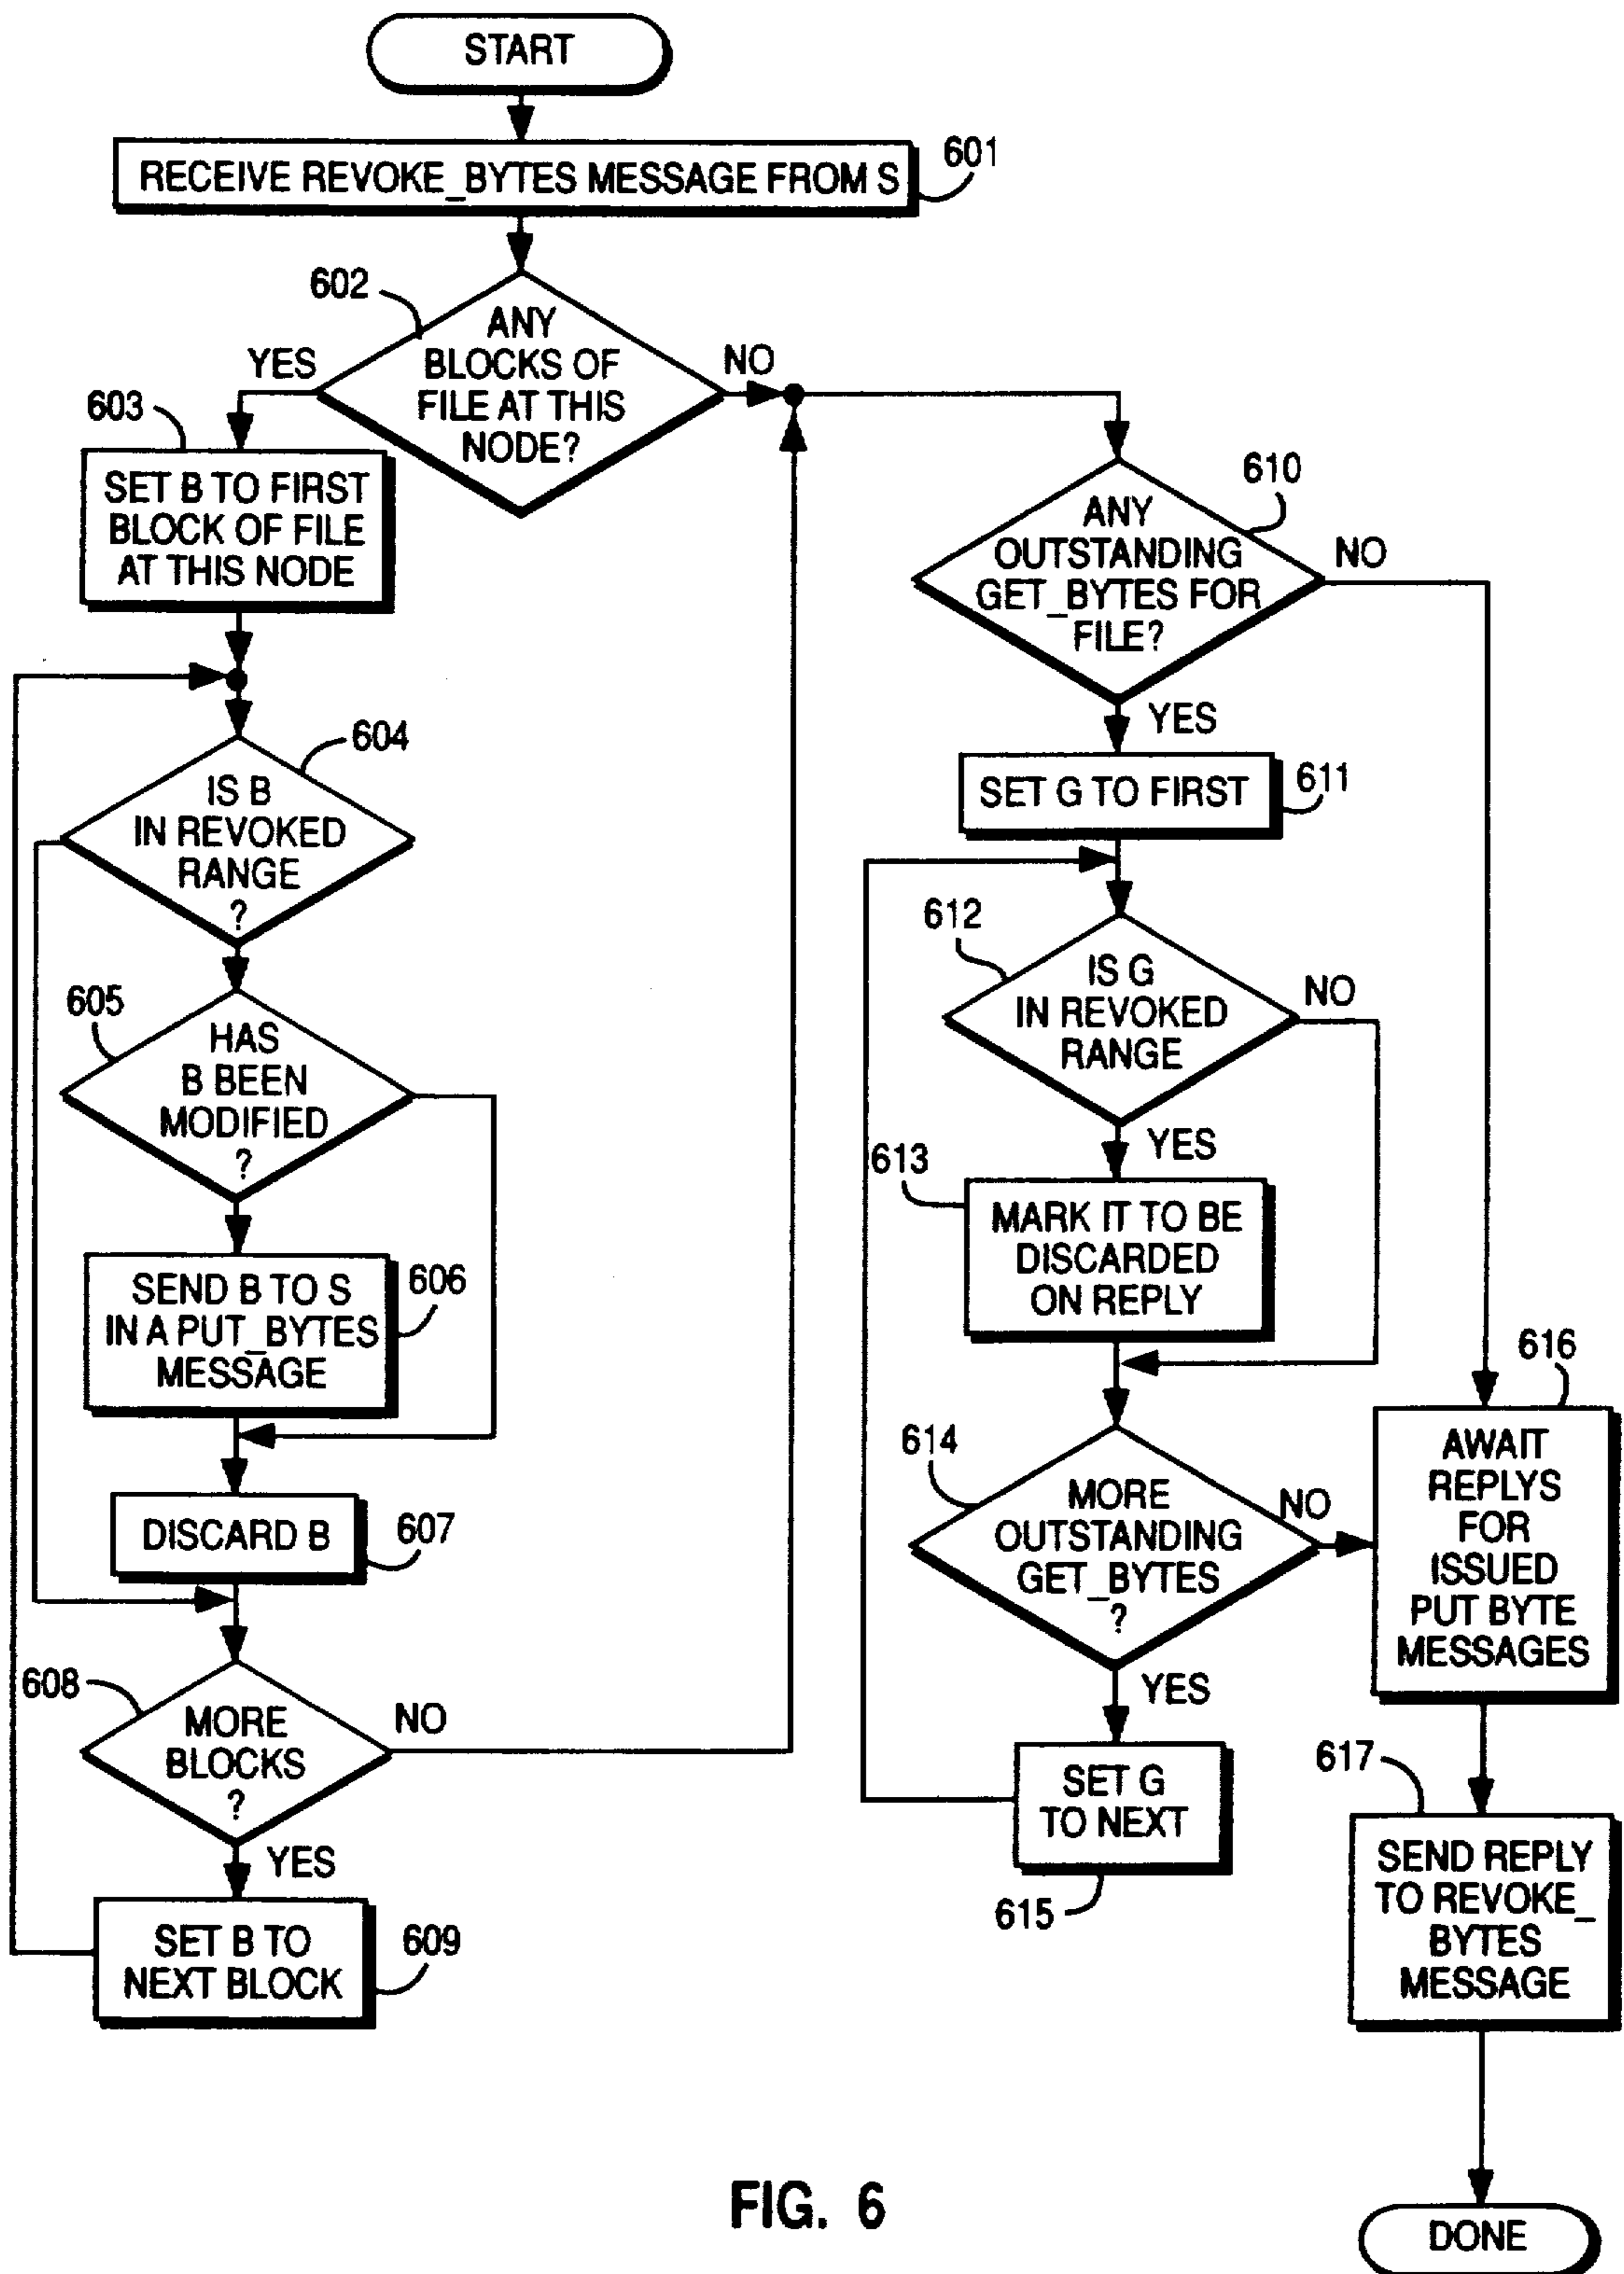 START
RECEIVE REVOKE_BYTES MESSAGE FROM S
601
602
ANY
BLOCKS OF
FILE AT THIS
NODE?
YES
NO
603
SET B TO FIRST
BLOCK OF FILE
AT THIS NODE
604
IS B
IN REVOKED
RANGE
?
605
HAS
B BEEN
MODIFIED
?
SEND B TO S
IN A PUT_BYTES
MESSAGE
606
DISCARD B
607
608
MORE
BLOCKS
?
NO
YES
SET B TO
NEXT BLOCK
609
610
ANY
OUTSTANDING
GET_BYTES FOR
FILE?
NO
YES
SET G TO FIRST
611
612
IS G
IN REVOKED
RANGE
NO
YES
613
MARK IT TO BE
DISCARDED
ON REPLY
614
MORE
OUTSTANDING
GET_BYTES
?
NO
YES
SET G
TO NEXT
615
616
AWAIT
REPLYS
FOR
ISSUED
PUT BYTE
MESSAGES
617
SEND REPLY
TO REVOKE_
BYTES
MESSAGE
DONE
FIG. 6